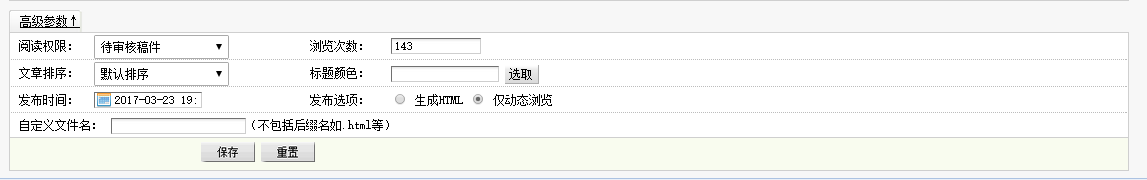 高级参数↑
阅读权限： 待审核稿件 浏览次数： 143
文章排序： 默认排序 标题颜色： 选取
发布时间： 2017-03-23 19: 发布选项： 生成HTML 仅动态浏览
自定义文件名： （不包括后缀名如.html等）
保存 重置